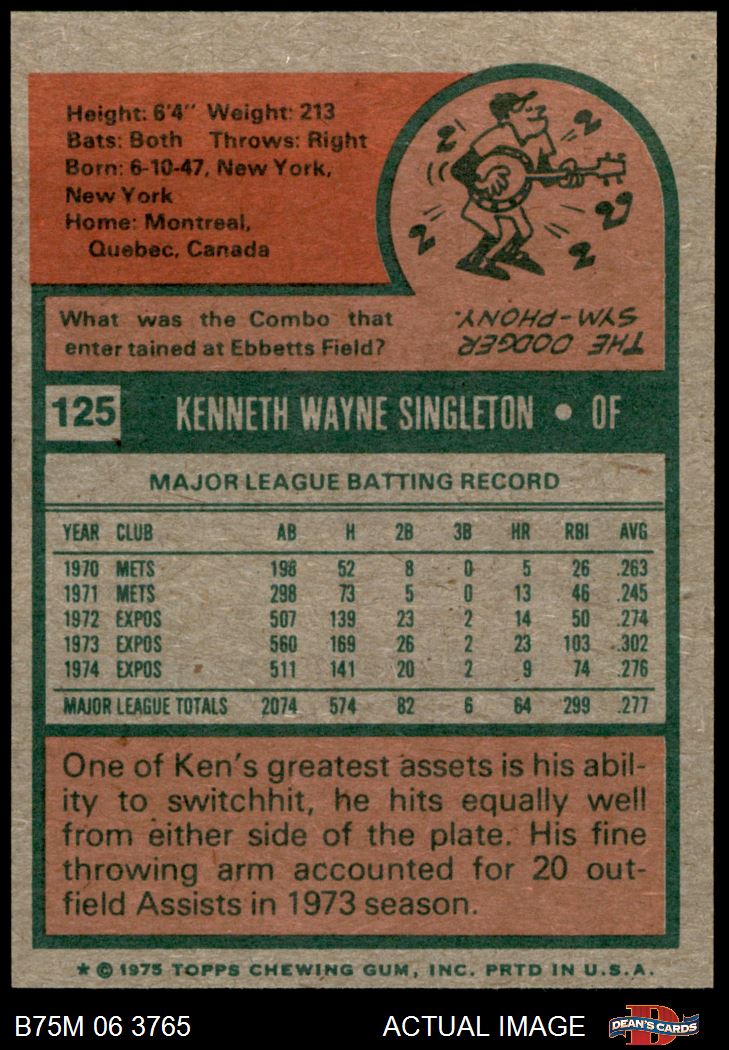 Height: 6'4" Weight: 213
Bats: Both Throws: Right
Born: 6-10-47, New York,
New York
Home: Montreal,
Quebec, Canada
2
2
2
2
2
2
What was the Combo that
entertained at Ebbetts Field?
THE DODGER
SYM-PHONY.
125 KENNETH WAYNE SINGLETON • OF
MAJOR LEAGUE BATTING RECORD
YEAR CLUB AB H 2B 3B HR RBI AVG
1970 METS 198 52 8 0 5 26 .263
1971 METS 298 73 5 0 13 46 .245
1972 EXPOS 507 139 23 2 14 50 .274
1973 EXPOS 560 169 26 2 23 103 .302
1974 EXPOS 511 141 20 2 9 74 .276
MAJOR LEAGUE TOTALS 2074 574 82 6 64 299 .277
One of Ken's greatest assets is his abil-
ity to switchhit, he hits equally well
from either side of the plate. His fine
throwing arm accounted for 20 out-
field Assists in 1973 season.
* © 1975 TOPPS CHEWING GUM, INC. PRTD IN U.S.A.
B75M 06 3765 ACTUAL IMAGE DEAN'S CARDS